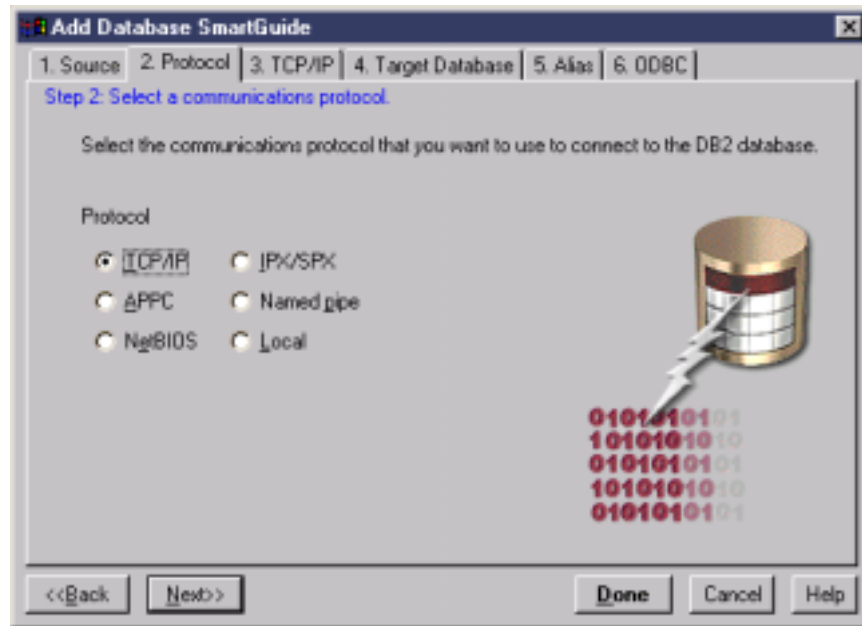 Add Database SmartGuide
1. Source 2. Protocol 3. TCP/IP 4. Target Database 5. Alias 6. ODBC
Step 2: Select a communications protocol.
Select the communications protocol that you want to use to connect to the DB2 database.
Protocol
TCP/IP IPX/SPX
APPC Named pipe
NetBIOS Local
0101010101
1010101010
0101010101
1010101010
0101010101
<<Back Next>> Done Cancel Help